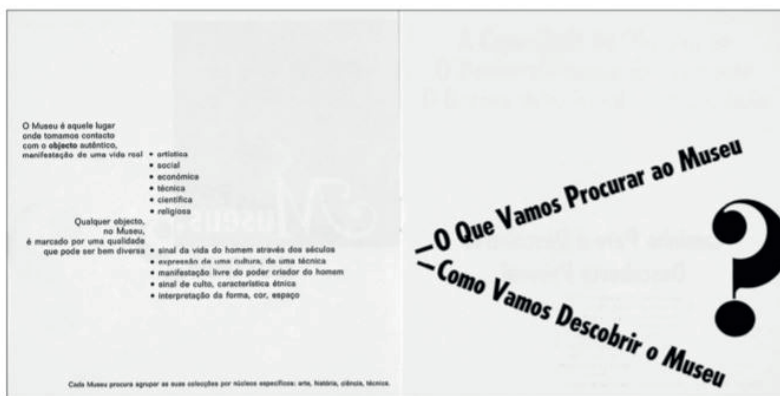 O Museu é aquele lugar
onde tomamos contacto
com o objecto autêntico,
manifestação de uma vida real • artística
• social
• económica
• técnica
• científica
• religiosa
Qualquer objecto,
no Museu,
é marcado por uma qualidade
que pode ser bem diversa • sinal da vida do homem através dos séculos
• expressão de uma cultura, de uma técnica
• manifestação livre do poder criador do homem
• sinal de culto, característica étnica
• interpretação da forma, cor, espaço
Cada Museu procura agrupar as suas colecções por núcleos específicos: arte, história, ciência, técnica.
–O Que Vamos Procurar ao Museu
–Como Vamos Descobrir o Museu
?